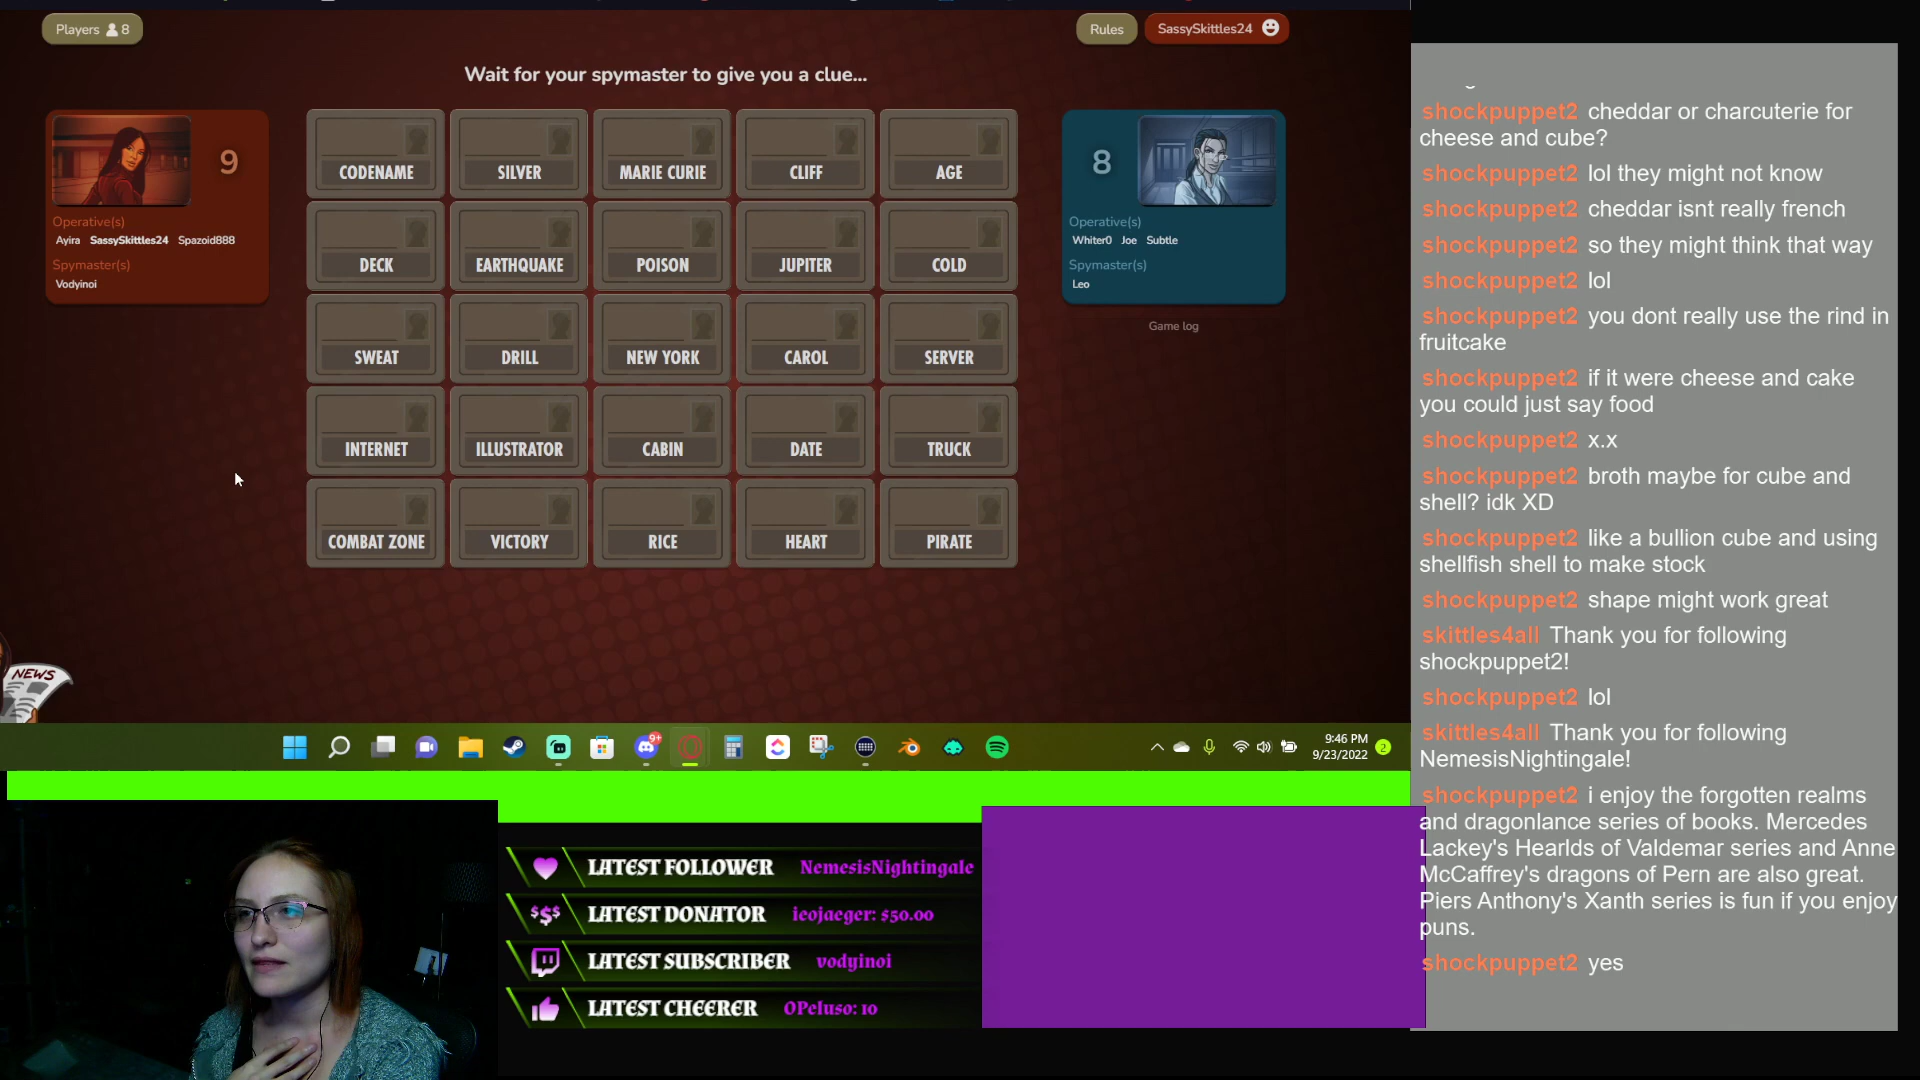 Players 8
Rules
SassySkittles24
Wait for your spymaster to give you a clue...
9
Operative(s)
Ayira SassySkittles24 Spazoid888
Spymaster(s)
Vodyinoi
CODENAME SILVER MARIE CURIE CLIFF AGE
DECK EARTHQUAKE POISON JUPITER COLD
SWEAT DRILL NEW YORK CAROL SERVER
INTERNET ILLUSTRATOR CABIN DATE TRUCK
COMBAT ZONE VICTORY RICE HEART PIRATE
8
Operative(s)
Whiter0 Joe Subtle
Spymaster(s)
Leo
Game log
NEWS
9+
9:46 PM
9/23/2022
2
LATEST FOLLOWER NemesisNightingale
$$$ LATEST DONATOR icojaeger: $50.00
LATEST SUBSCRIBER vodyinoi
LATEST CHEERER OPeluso: 10
shockpuppet2 cheddar or charcuterie for
cheese and cube?
shockpuppet2 lol they might not know
shockpuppet2 cheddar isnt really french
shockpuppet2 so they might think that way
shockpuppet2 lol
shockpuppet2 you dont really use the rind in
fruitcake
shockpuppet2 if it were cheese and cake
you could just say food
shockpuppet2 x.x
shockpuppet2 broth maybe for cube and
shell? idk XD
shockpuppet2 like a bullion cube and using
shellfish shell to make stock
shockpuppet2 shape might work great
skittles4all Thank you for following
shockpuppet2!
shockpuppet2 lol
skittles4all Thank you for following
NemesisNightingale!
shockpuppet2 i enjoy the forgotten realms
and dragonlance series of books. Mercedes
Lackey's Hearlds of Valdemar series and Anne
McCaffrey's dragons of Pern are also great.
Piers Anthony's Xanth series is fun if you enjoy
puns.
shockpuppet2 yes